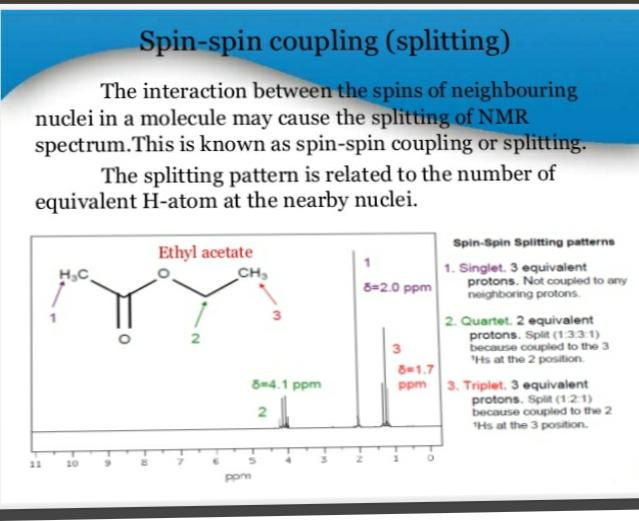 Spin-spin coupling (splitting)
The interaction between the spins of neighbouring
nuclei in a molecule may cause the splitting of NMR
spectrum.This is known as spin-spin coupling or splitting.
The splitting pattern is related to the number of
equivalent H-atom at the nearby nuclei.
Ethyl acetate
H₃C
O
CH₃
1
O
2
3
1
δ=2.0 ppm
3
δ=1.7
ppm
δ=4.1 ppm
2
11 10 9 8 7 6 5 4 3 2 1 0
ppm
Spin-Spin Splitting patterns
1. Singlet. 3 equivalent
protons. Not coupled to any
neighboring protons.
2. Quartet. 2 equivalent
protons. Split (1:3:3:1)
because coupled to the 3
¹Hs at the 2 position.
3. Triplet. 3 equivalent
protons. Split (1:2:1)
because coupled to the 2
¹Hs at the 3 position.